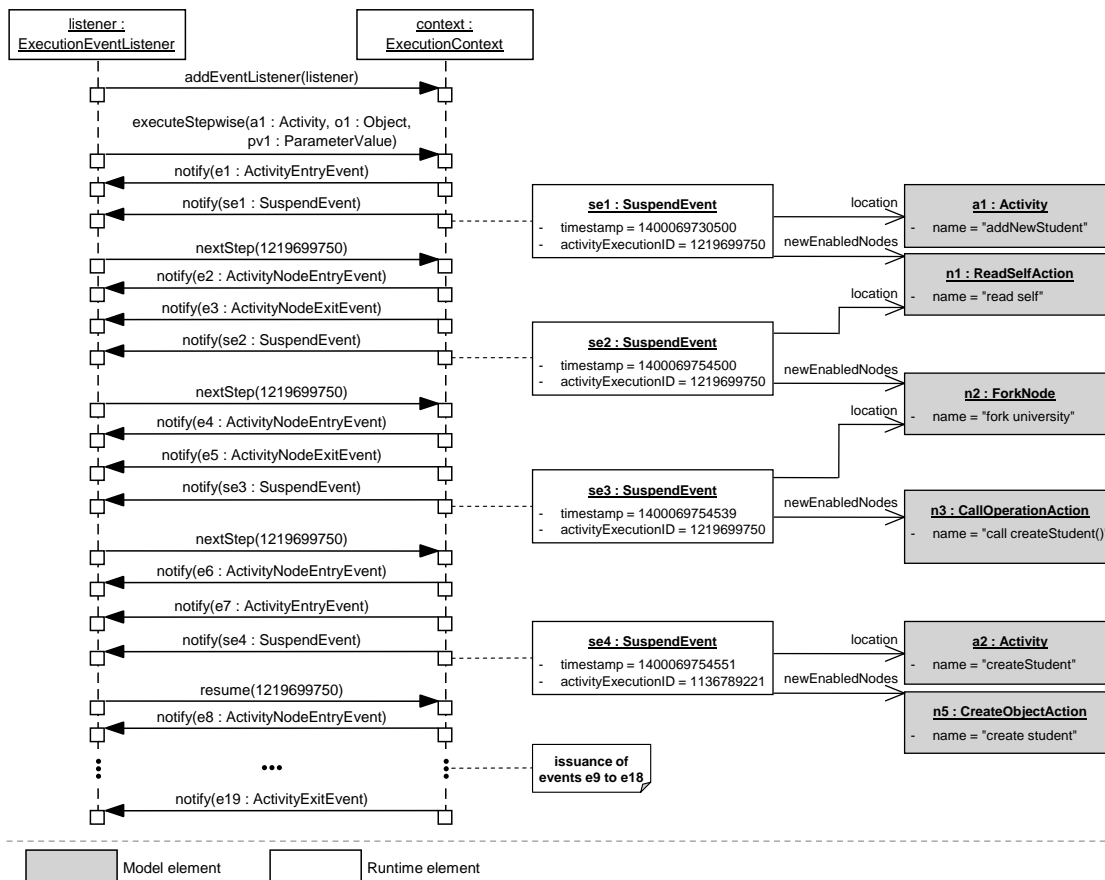 listener :
ExecutionEventListener
context :
ExecutionContext
addEventListener(listener)
executeStepwise(a1 : Activity, o1 : Object,
pv1 : ParameterValue)
notify(e1 : ActivityEntryEvent)
notify(se1 : SuspendEvent)
se1 : SuspendEvent
- timestamp = 1400069730500
- activityExecutionID = 1219699750
location
newEnabledNodes
a1 : Activity
- name = "addNewStudent"
nextStep(1219699750)
notify(e2 : ActivityNodeEntryEvent)
notify(e3 : ActivityNodeExitEvent)
notify(se2 : SuspendEvent)
n1 : ReadSelfAction
- name = "read self"
location
se2 : SuspendEvent
- timestamp = 1400069754500
- activityExecutionID = 1219699750
newEnabledNodes
nextStep(1219699750)
notify(e4 : ActivityNodeEntryEvent)
notify(e5 : ActivityNodeExitEvent)
notify(se3 : SuspendEvent)
n2 : ForkNode
- name = "fork university"
location
se3 : SuspendEvent
- timestamp = 1400069754539
- activityExecutionID = 1219699750
newEnabledNodes
n3 : CallOperationAction
- name = "call createStudent()"
nextStep(1219699750)
notify(e6 : ActivityNodeEntryEvent)
notify(e7 : ActivityEntryEvent)
notify(se4 : SuspendEvent)
se4 : SuspendEvent
- timestamp = 1400069754551
- activityExecutionID = 1136789221
location
newEnabledNodes
a2 : Activity
- name = "createStudent"
resume(1219699750)
notify(e8 : ActivityNodeEntryEvent)
n5 : CreateObjectAction
- name = "create student"
...
issuance of
events e9 to e18
notify(e19 : ActivityExitEvent)
Model element
Runtime element